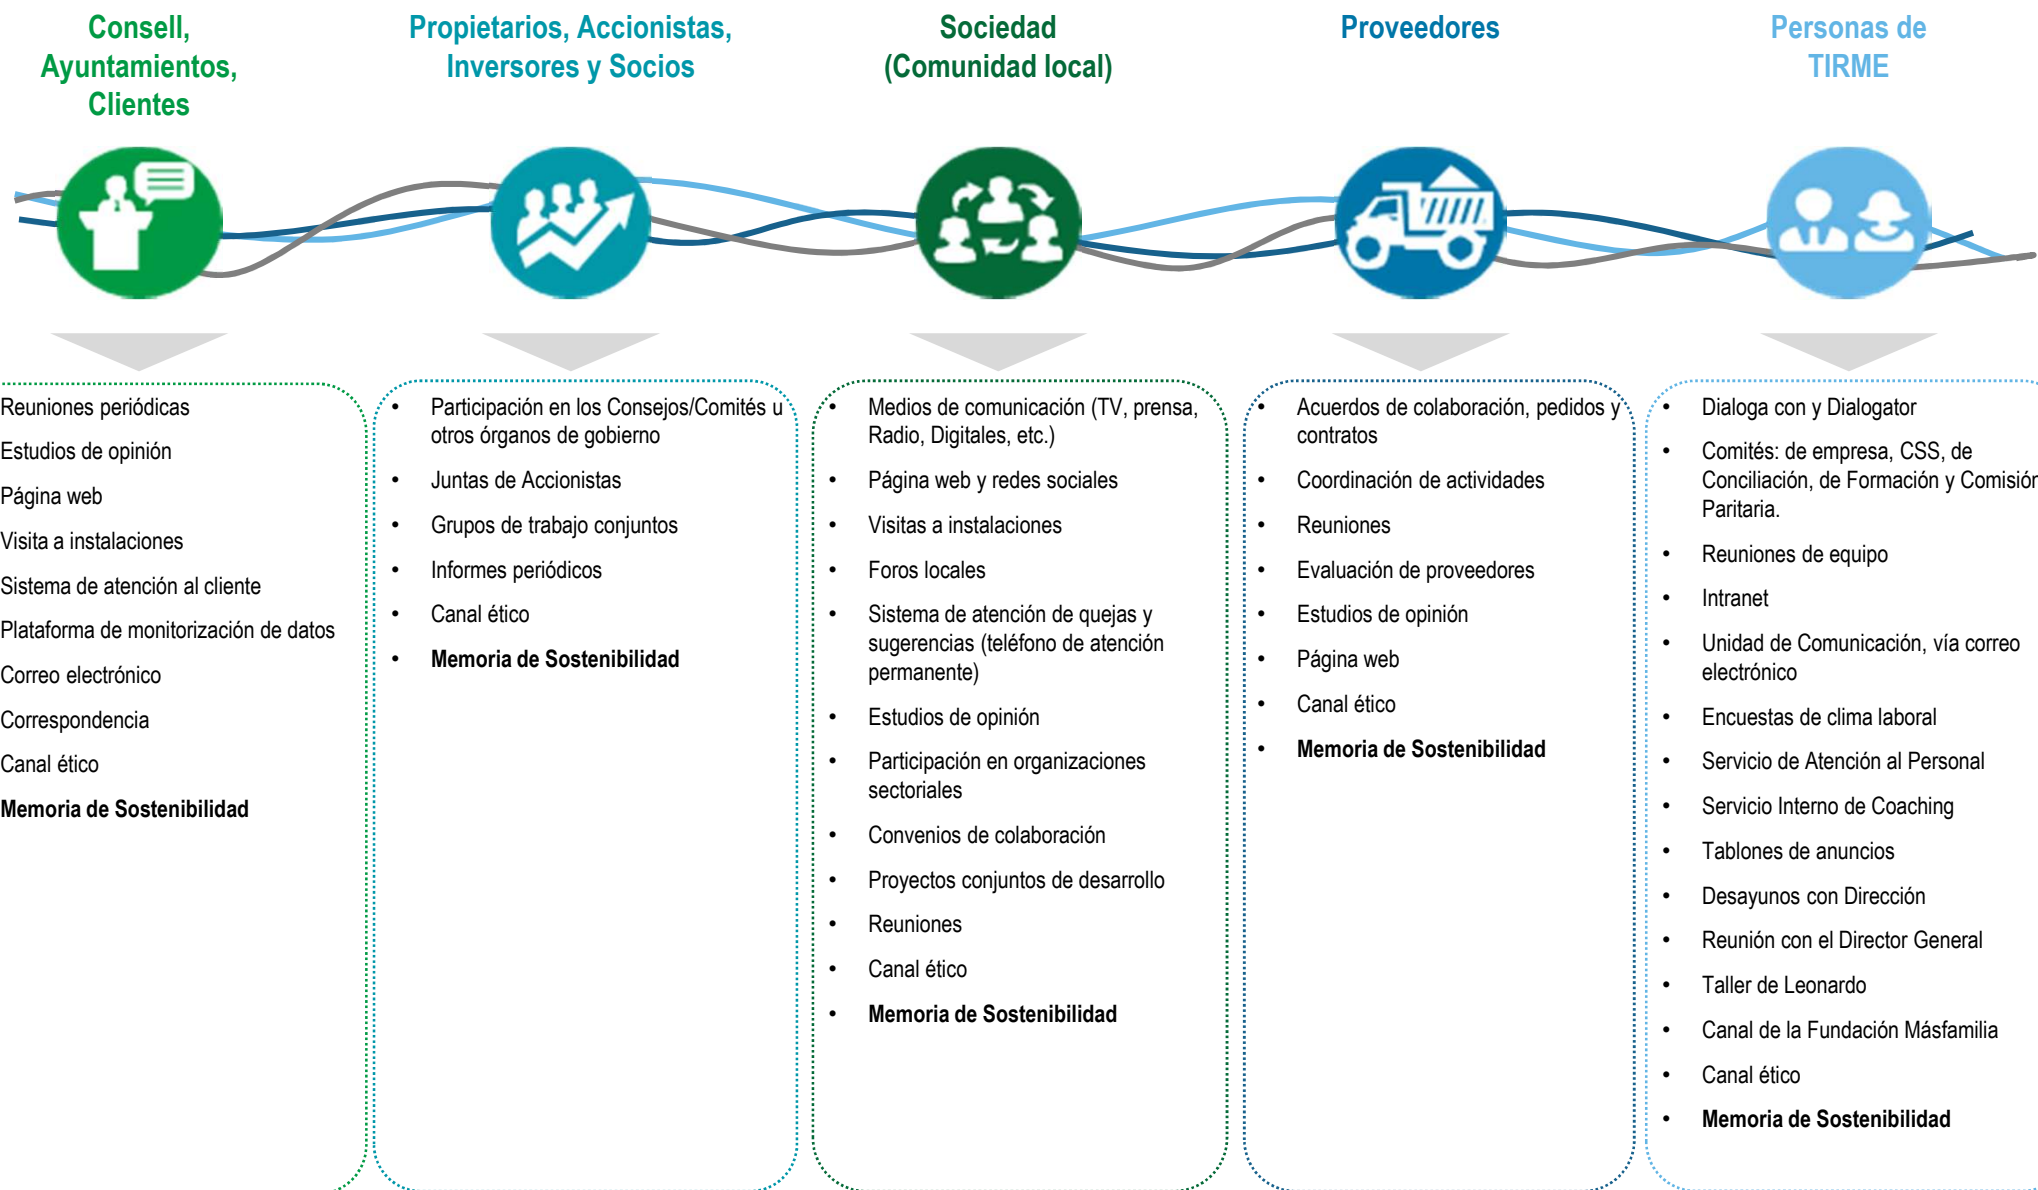 Consell,
Ayuntamientos,
Clientes
Propietarios, Accionistas,
Inversores y Socios
Sociedad
(Comunidad local)
Proveedores
Personas de
TIRME
Reuniones periódicas
Estudios de opinión
Página web
Visita a instalaciones
Sistema de atención al cliente
Plataforma de monitorización de datos
Correo electrónico
Correspondencia
Canal ético
Memoria de Sostenibilidad
• Participación en los Consejos/Comités u
otros órganos de gobierno
• Juntas de Accionistas
• Grupos de trabajo conjuntos
• Informes periódicos
• Canal ético
• Memoria de Sostenibilidad
• Medios de comunicación (TV, prensa,
Radio, Digitales, etc.)
• Página web y redes sociales
• Visitas a instalaciones
• Foros locales
• Sistema de atención de quejas y
sugerencias (teléfono de atención
permanente)
• Estudios de opinión
• Participación en organizaciones
sectoriales
• Convenios de colaboración
• Proyectos conjuntos de desarrollo
• Reuniones
• Canal ético
• Memoria de Sostenibilidad
• Acuerdos de colaboración, pedidos y
contratos
• Coordinación de actividades
• Reuniones
• Evaluación de proveedores
• Estudios de opinión
• Página web
• Canal ético
• Memoria de Sostenibilidad
• Dialoga con y Dialogator
• Comités: de empresa, CSS, de
Conciliación, de Formación y Comisión
Paritaria.
• Reuniones de equipo
• Intranet
• Unidad de Comunicación, vía correo
electrónico
• Encuestas de clima laboral
• Servicio de Atención al Personal
• Servicio Interno de Coaching
• Tablones de anuncios
• Desayunos con Dirección
• Reunión con el Director General
• Taller de Leonardo
• Canal de la Fundación Másfamilia
• Canal ético
• Memoria de Sostenibilidad